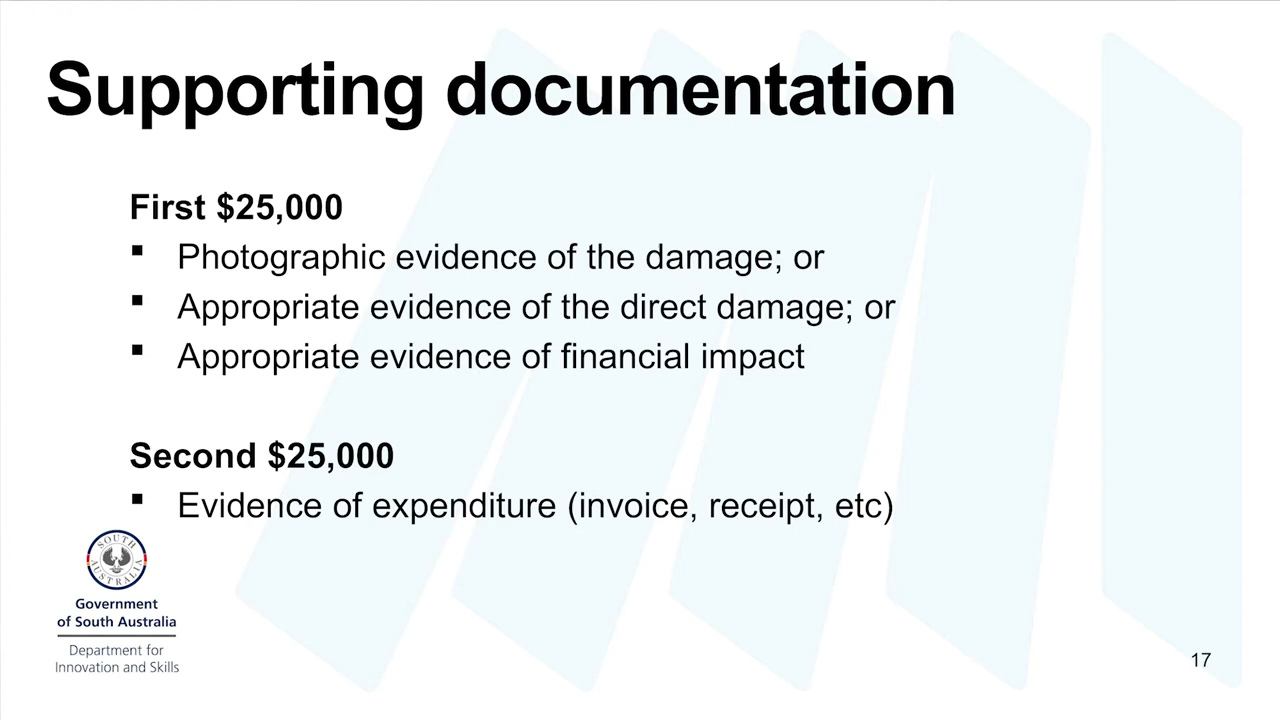 Supporting documentation
First $25,000
▪ Photographic evidence of the damage; or
▪ Appropriate evidence of the direct damage; or
▪ Appropriate evidence of financial impact
Second $25,000
▪ Evidence of expenditure (invoice, receipt, etc)
SOUTH
AUSTRALIA
Government
of South Australia
Department for
Innovation and Skills
17